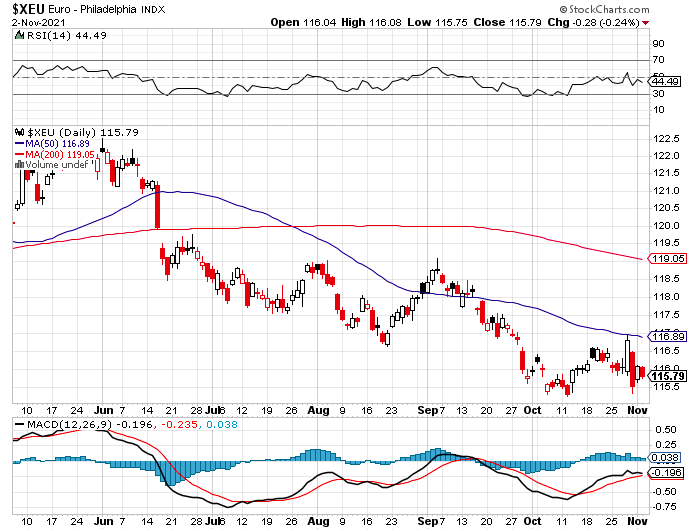 $XEU Euro - Philadelphia INDX © StockCharts.com
2-Nov-2021 Open 116.04 High 116.08 Low 115.75 Close 115.79 Chg -0.28 (-0.24%)
RSI(14) 44.49
90
70
50
44.49
30
10
$XEU (Daily) 115.79
MA(50) 116.89
MA(200) 119.05
Volume undef
122.5
122.0
121.5
121.0
120.5
120.0
119.5
119.05
118.5
118.0
117.5
117.0
116.89
116.5
116.0
115.79
115.5
10 17 24 Jun 7 14 21 28 Jul 6 12 19 26 Aug 9 16 23 Sep 7 13 20 27 Oct 11 18 25 Nov
MACD(12,26,9) -0.196, -0.235, 0.038
0.50
0.25
0.038
-0.196
-0.50
-0.75
10 17 24 Jun 7 14 21 28 Jul 6 12 19 26 Aug 9 16 23 Sep 7 13 20 27 Oct 11 18 25 Nov